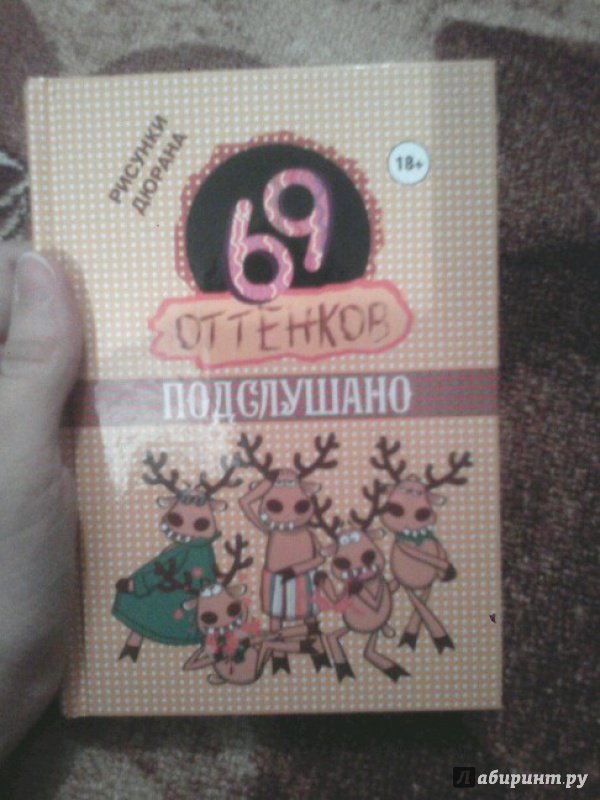 РИСУНКИ
ДЮРАНА
18+
69
ОТТЕНКОВ
ПОДСЛУШАНО
Лабиринт.ру